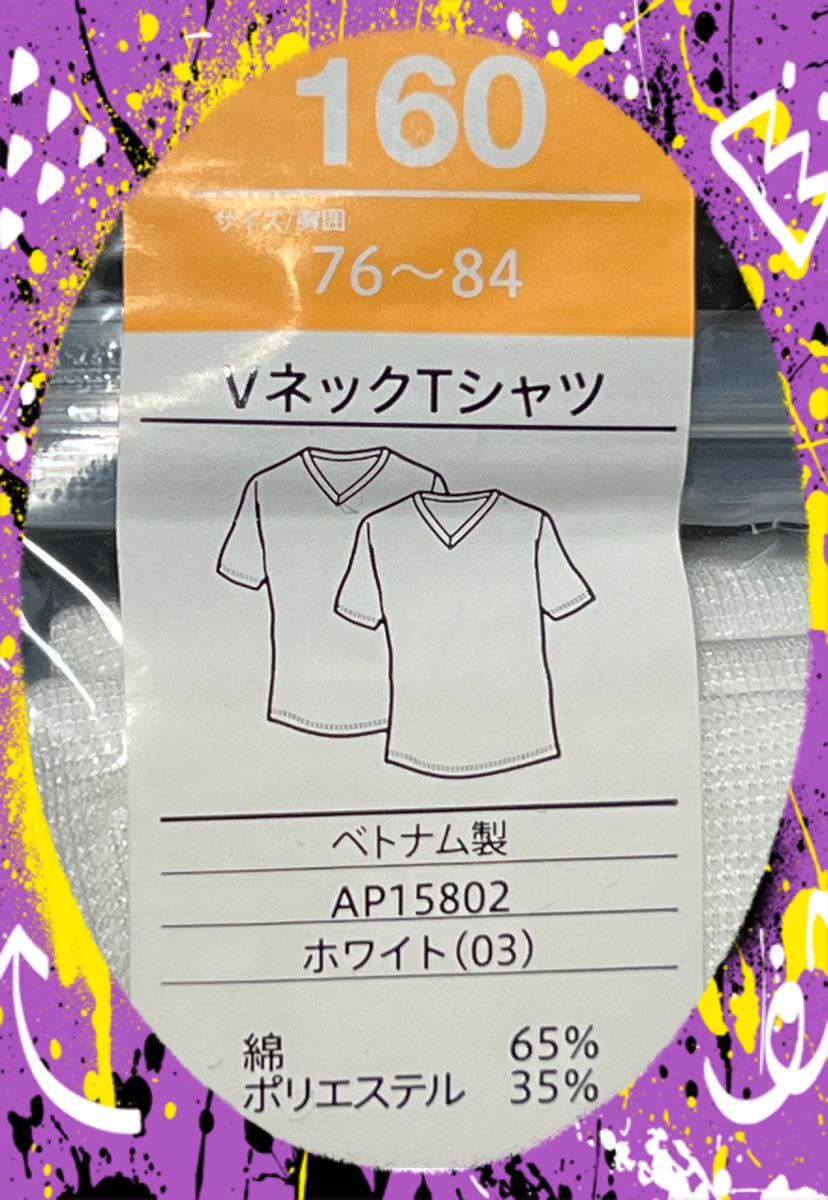 160
サイズ/胸囲
76～84
VネックTシャツ
ベトナム製
AP15802
ホワイト(03)
綿 65%
ポリエステル 35%